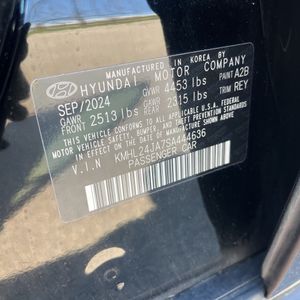 MANUFACTURED IN KOREA BY
HYUNDAI MOTOR COMPANY
SEP/2024 GVWR 4453 lbs PAINT A2B
GAWR FRONT 2513 lbs GAWR REAR 2315 lbs TRIM REY
THIS VEHICLE CONFORMS TO ALL APPLICABLE U.S.A. FEDERAL
MOTOR VEHICLE SAFETY, BUMPER, AND THEFT PREVENTION
STANDARDS IN EFFECT ON THE DATE OF MANUFACTURE SHOWN ABOVE.
V.I.N KMHL24JA7SA444636
PASSENGER CAR